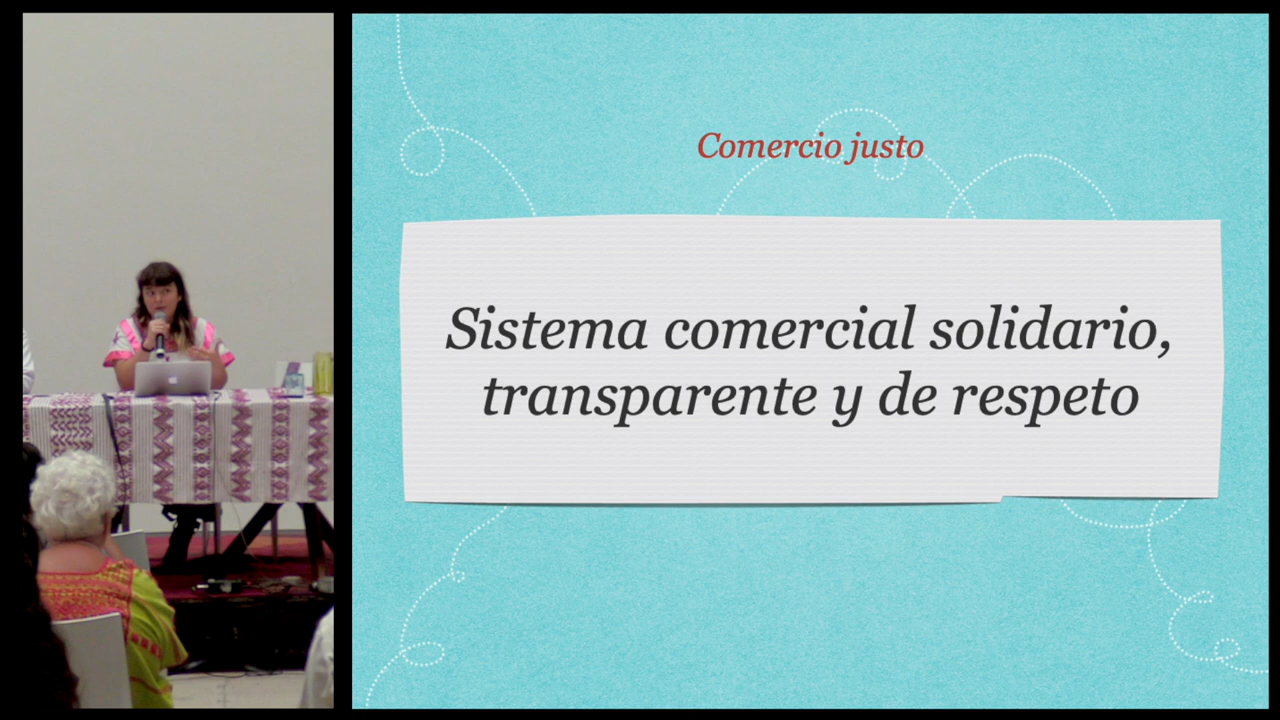 Comercio justo
Sistema comercial solidario,
transparente y de respeto